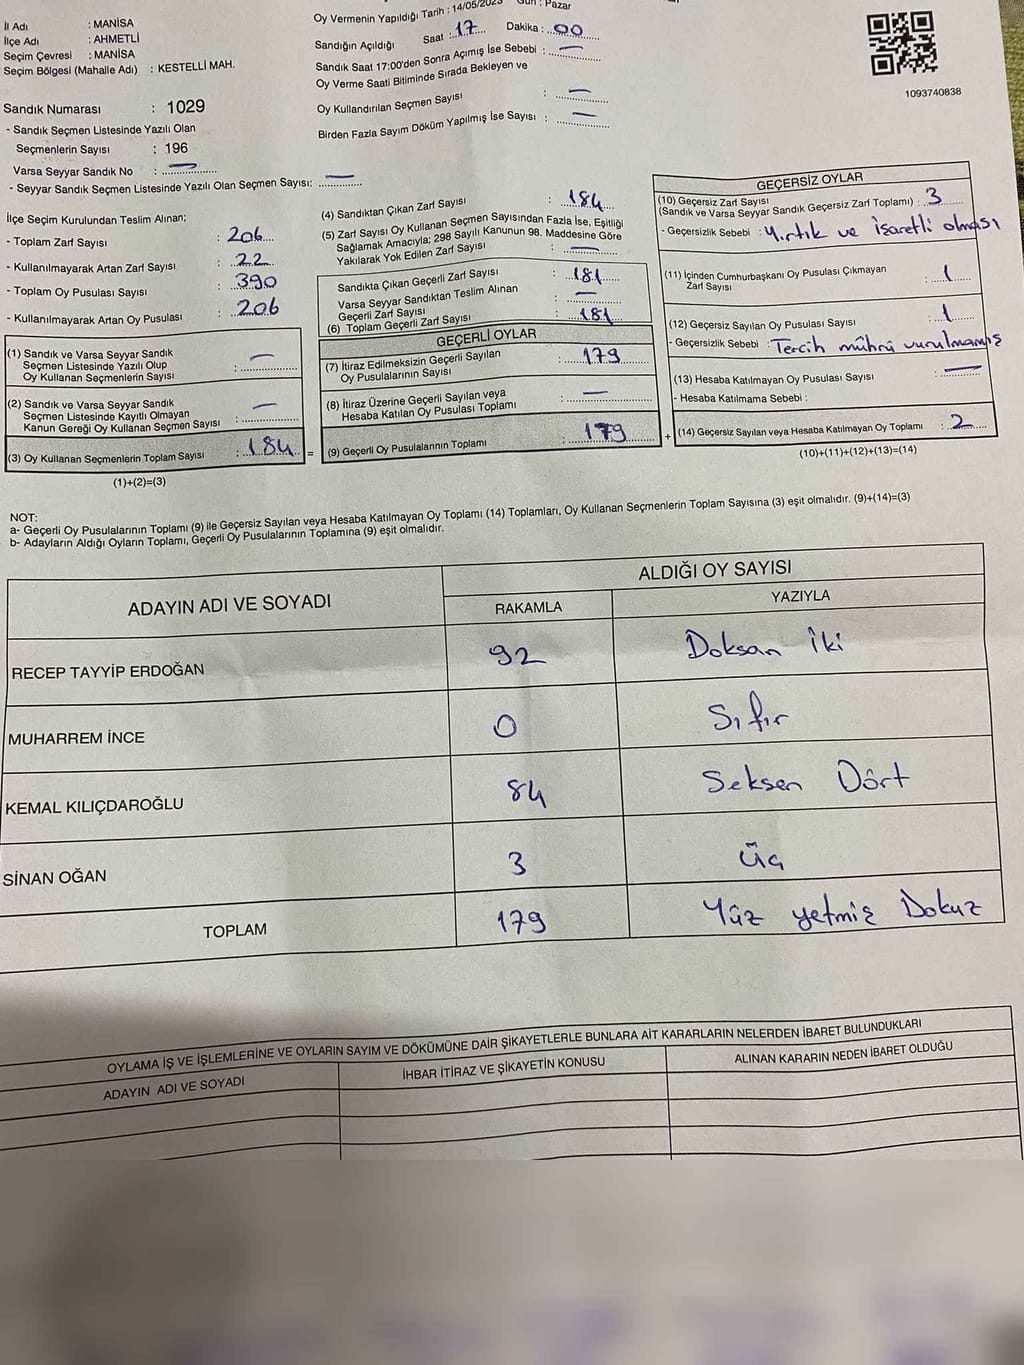 Oy Vermenin Yapıldığı Tarih : 14/05/2023 Gün : Pazar
İl Adı : MANİSA
İlçe Adı : AHMETLİ
Seçim Çevresi : MANİSA
Seçim Bölgesi (Mahalle Adı) : KESTELLİ MAH.
Sandığın Açıldığı Saat : 17 Dakika : 00
Sandık Saat 17:00'den Sonra Açımış İse Sebebi : —
Oy Verme Saati Bitiminde Sırada Bekleyen ve
Oy Kullandırılan Seçmen Sayısı : —
Birden Fazla Sayım Döküm Yapılmış İse Sayısı : —
1093740838
Sandık Numarası : 1029
- Sandık Seçmen Listesinde Yazılı Olan
Seçmenlerin Sayısı : 196
Varsa Seyyar Sandık No : —
- Seyyar Sandık Seçmen Listesinde Yazılı Olan Seçmen Sayısı: —
İlçe Seçim Kurulundan Teslim Alınan;
- Toplam Zarf Sayısı : 206
- Kullanılmayarak Artan Zarf Sayısı : 22
- Toplam Oy Pusulası Sayısı : 390
- Kullanılmayarak Artan Oy Pusulası : 206
(1) Sandık ve Varsa Seyyar Sandık
Seçmen Listesinde Yazılı Olup
Oy Kullanan Seçmenlerin Sayısı : —
(2) Sandık ve Varsa Seyyar Sandık
Seçmen Listesinde Kayıtlı Olmayan
Kanun Gereği Oy Kullanan Seçmen Sayısı : —
(3) Oy Kullanan Seçmenlerin Toplam Sayısı : 184 =
(1)+(2)=(3)
(4) Sandıktan Çıkan Zarf Sayısı : 184
(5) Zarf Sayısı Oy Kullanan Seçmen Sayısından Fazla İse, Eşitliği
Sağlamak Amacıyla; 298 Sayılı Kanunun 98. Maddesine Göre
Yakılarak Yok Edilen Zarf Sayısı : —
Sandıkta Çıkan Geçerli Zarf Sayısı : 181
Varsa Seyyar Sandıktan Teslim Alınan
Geçerli Zarf Sayısı : —
(6) Toplam Geçerli Zarf Sayısı : 181
GEÇERLİ OYLAR
(7) İtiraz Edilmeksizin Geçerli Sayılan
Oy Pusulalarının Sayısı : 179
(8) İtiraz Üzerine Geçerli Sayılan veya
Hesaba Katılan Oy Pusulası Toplamı : —
(9) Geçerli Oy Pusulalarının Toplamı : 179 +
GEÇERSİZ OYLAR
(10) Geçersiz Zarf Sayısı
(Sandık ve Varsa Seyyar Sandık Geçersiz Zarf Toplamı) : 3
- Geçersizlik Sebebi : Yırtık ve işaretli olması
(11) İçinden Cumhurbaşkanı Oy Pusulası Çıkmayan
Zarf Sayısı : 1
(12) Geçersiz Sayılan Oy Pusulası Sayısı : 1
- Geçersizlik Sebebi : Tercih mührü vurulmamış
(13) Hesaba Katılmayan Oy Pusulası Sayısı : —
- Hesaba Katılmama Sebebi :
(14) Geçersiz Sayılan veya Hesaba Katılmayan Oy Toplamı : 2
(10)+(11)+(12)+(13)=(14)
NOT:
a- Geçerli Oy Pusulalarının Toplamı (9) ile Geçersiz Sayılan veya Hesaba Katılmayan Oy Toplamı (14) Toplamları, Oy Kullanan Seçmenlerin Toplam Sayısına (3) eşit olmalıdır. (9)+(14)=(3)
b- Adayların Aldığı Oyların Toplamı, Geçerli Oy Pusulalarının Toplamına (9) eşit olmalıdır.
ADAYIN ADI VE SOYADI
ALDIĞI OY SAYISI
RAKAMLA YAZIYLA
RECEP TAYYİP ERDOĞAN 92 Doksan İki
MUHARREM İNCE 0 Sıfır
KEMAL KILIÇDAROĞLU 84 Seksen Dört
SİNAN OĞAN 3 Üç
TOPLAM 179 Yüz yetmiş Dokuz
OYLAMA İŞ VE İŞLEMLERİNE VE OYLARIN SAYIM VE DÖKÜMÜNE DAİR ŞİKAYETLERLE BUNLARA AİT KARARLARIN NELERDEN İBARET BULUNDUKLARI
ADAYIN ADI VE SOYADI İHBAR İTİRAZ VE ŞİKAYETİN KONUSU ALINAN KARARIN NEDEN İBARET OLDUĞU